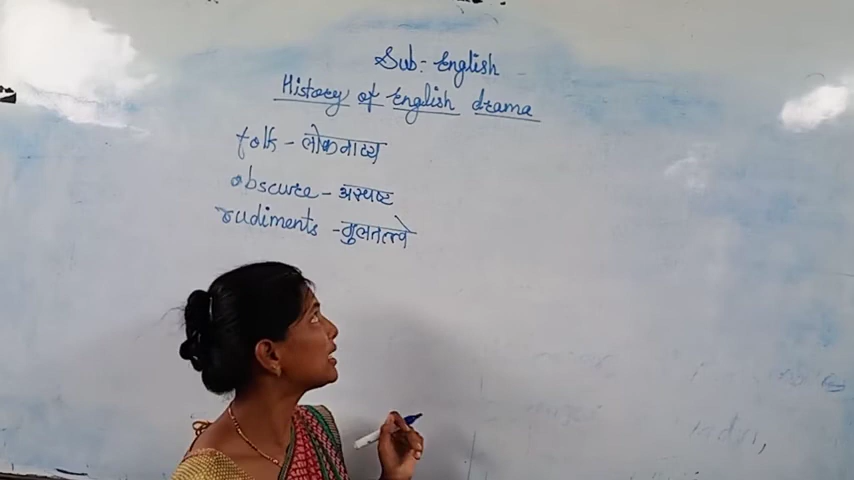 Sub:- English
History of English drama
folk - लोकनाट्य
obscure - अस्पष्ट
rudiments - मुलतत्त्वे